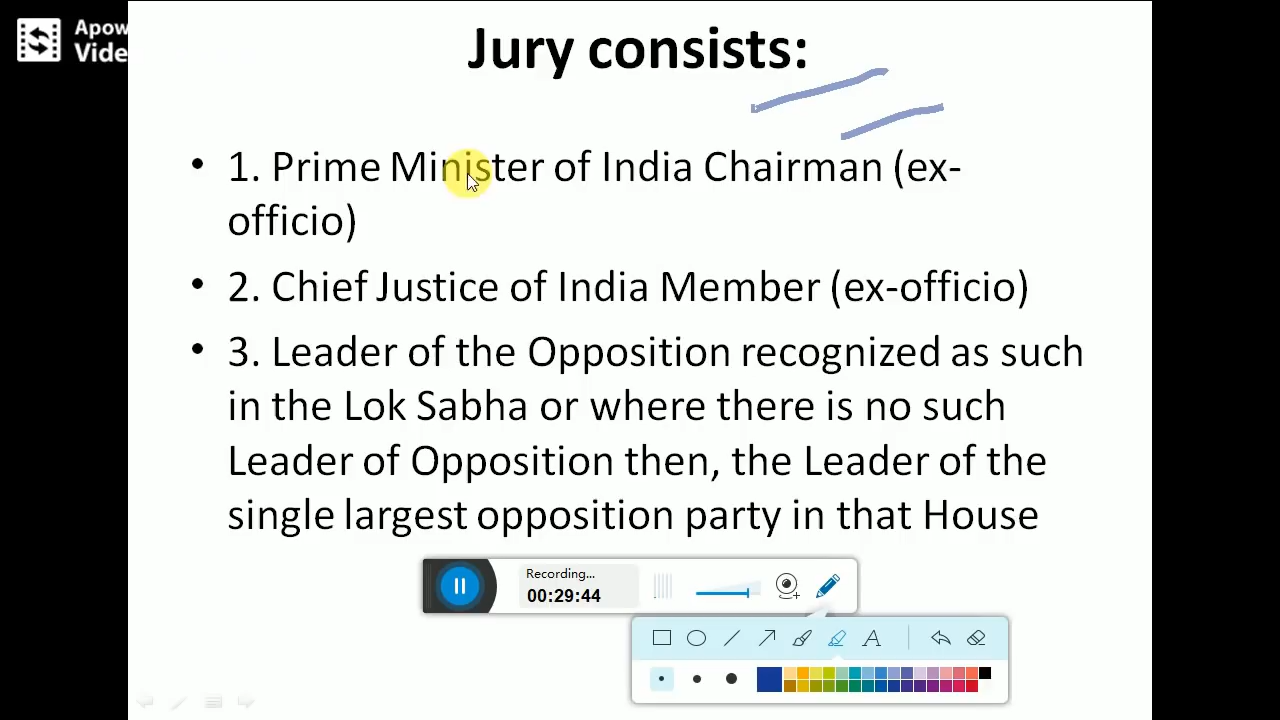 Apow
Vide
Jury consists:
• 1. Prime Minister of India Chairman (ex-
officio)
• 2. Chief Justice of India Member (ex-officio)
• 3. Leader of the Opposition recognized as such
in the Lok Sabha or where there is no such
Leader of Opposition then, the Leader of the
single largest opposition party in that House
Recording...
00:29:44
A